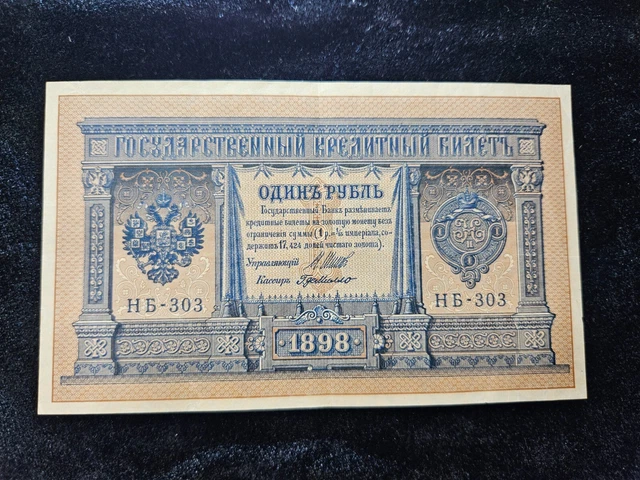 ГОСУДАРСТВЕННЫЙ КРЕДИТНЫЙ БИЛЕТЪ
ОДИНЪ РУБЛЬ
Государственный Банкъ размѣниваетъ
кредитные билеты на золотую монету безъ
ограниченія суммы (1 р.=1/15 имперіала, со-
держитъ 17,424 долей чистаго золота).
Управляющій
Кассиръ
НБ-303
НБ-303
1898